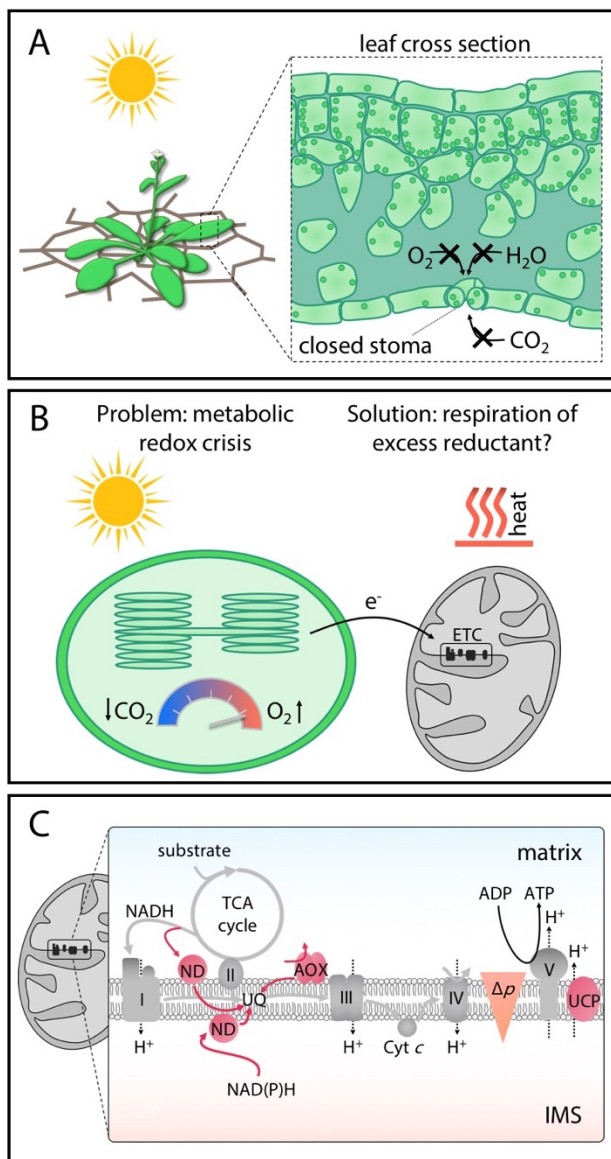 A
leaf cross section
O₂
H₂O
closed stoma
CO₂
B
Problem: metabolic
redox crisis
Solution: respiration of
excess reductant?
heat
e⁻
ETC
↓CO₂
O₂↑
C
substrate
matrix
TCA
cycle
NADH
ADP
ATP
H⁺
H⁺
ND
II
AOX
I
UQ
III
IV
Δp
V
UCP
ND
H⁺
H⁺
Cyt c
H⁺
NAD(P)H
IMS